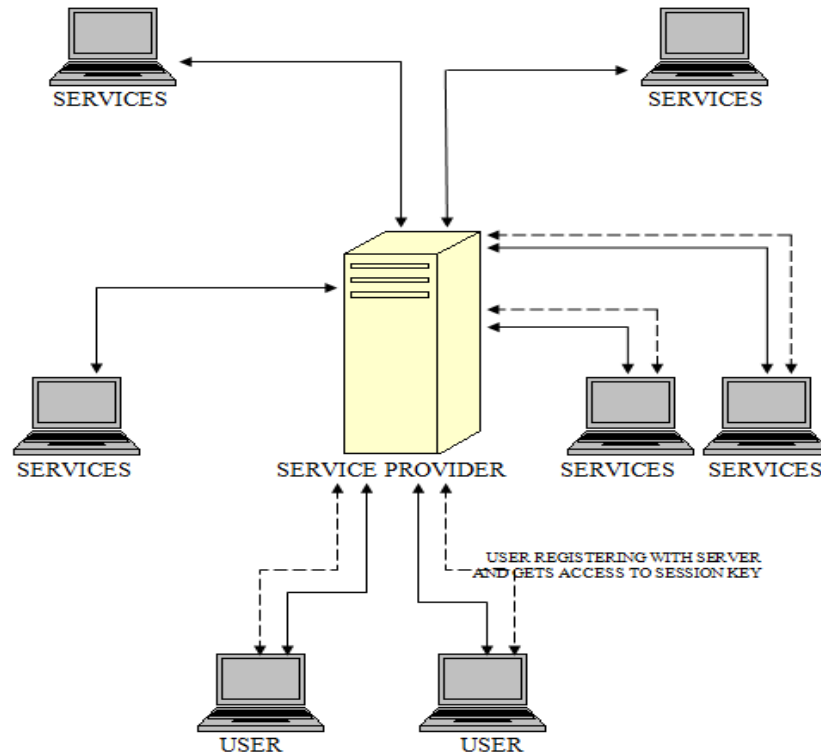 SERVICES
SERVICES
SERVICES
SERVICE PROVIDER
SERVICES
SERVICES
USER REGISTERING WITH SERVER
AND GETS ACCESS TO SESSION KEY
USER
USER